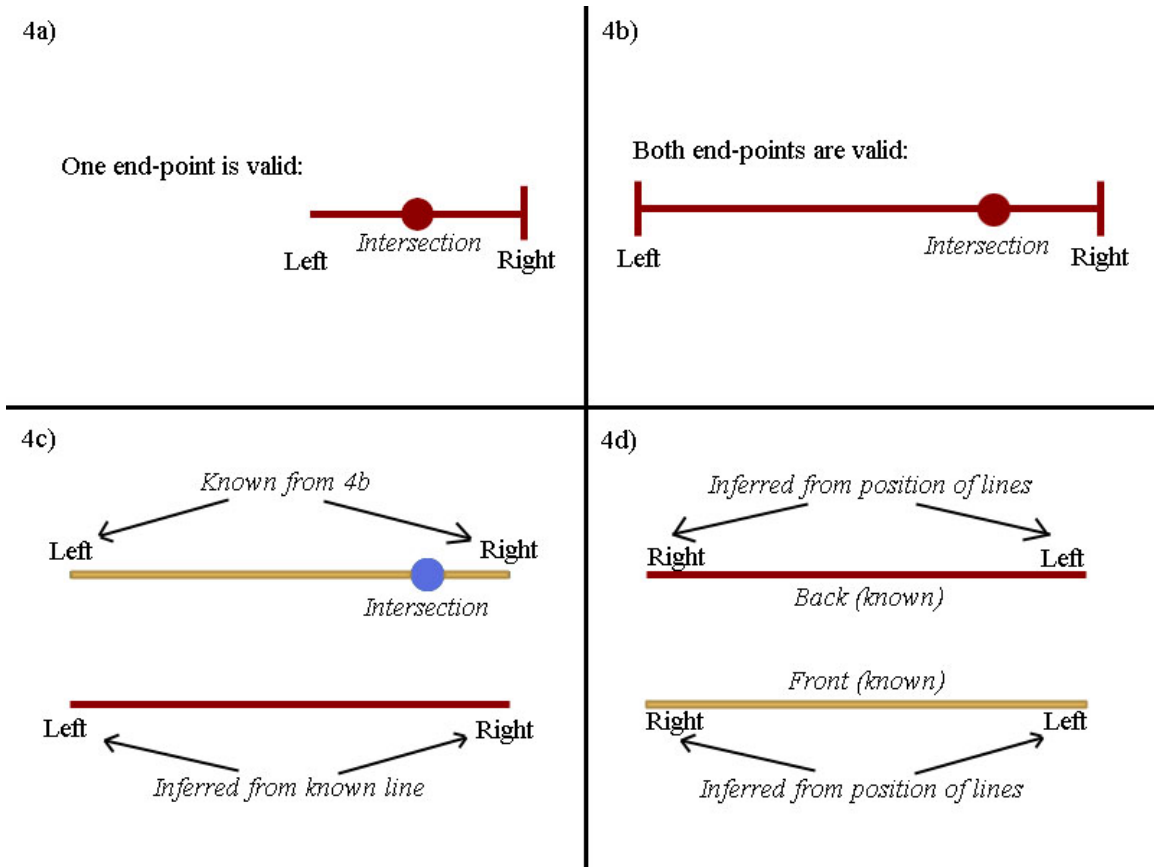 4a)
One end-point is valid:
Intersection
Left
Right
4b)
Both end-points are valid:
Intersection
Left
Right
4c)
Known from 4b
Left
Right
Intersection
Left
Right
Inferred from known line
4d)
Inferred from position of lines
Right
Left
Back (known)
Front (known)
Right
Left
Inferred from position of lines